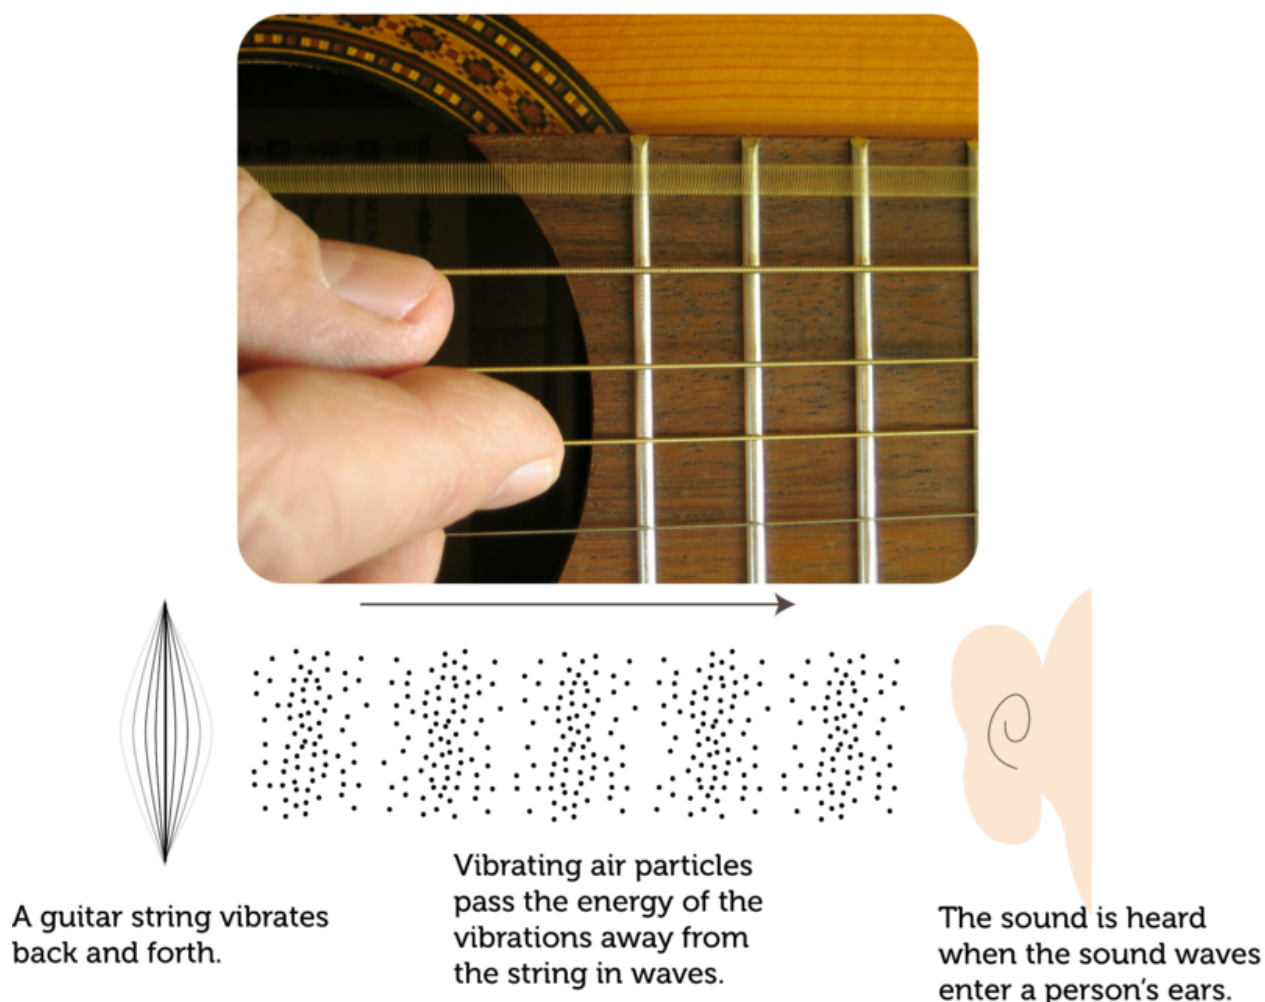 A guitar string vibrates
back and forth.
Vibrating air particles
pass the energy of the
vibrations away from
the string in waves.
The sound is heard
when the sound waves
enter a person's ears.